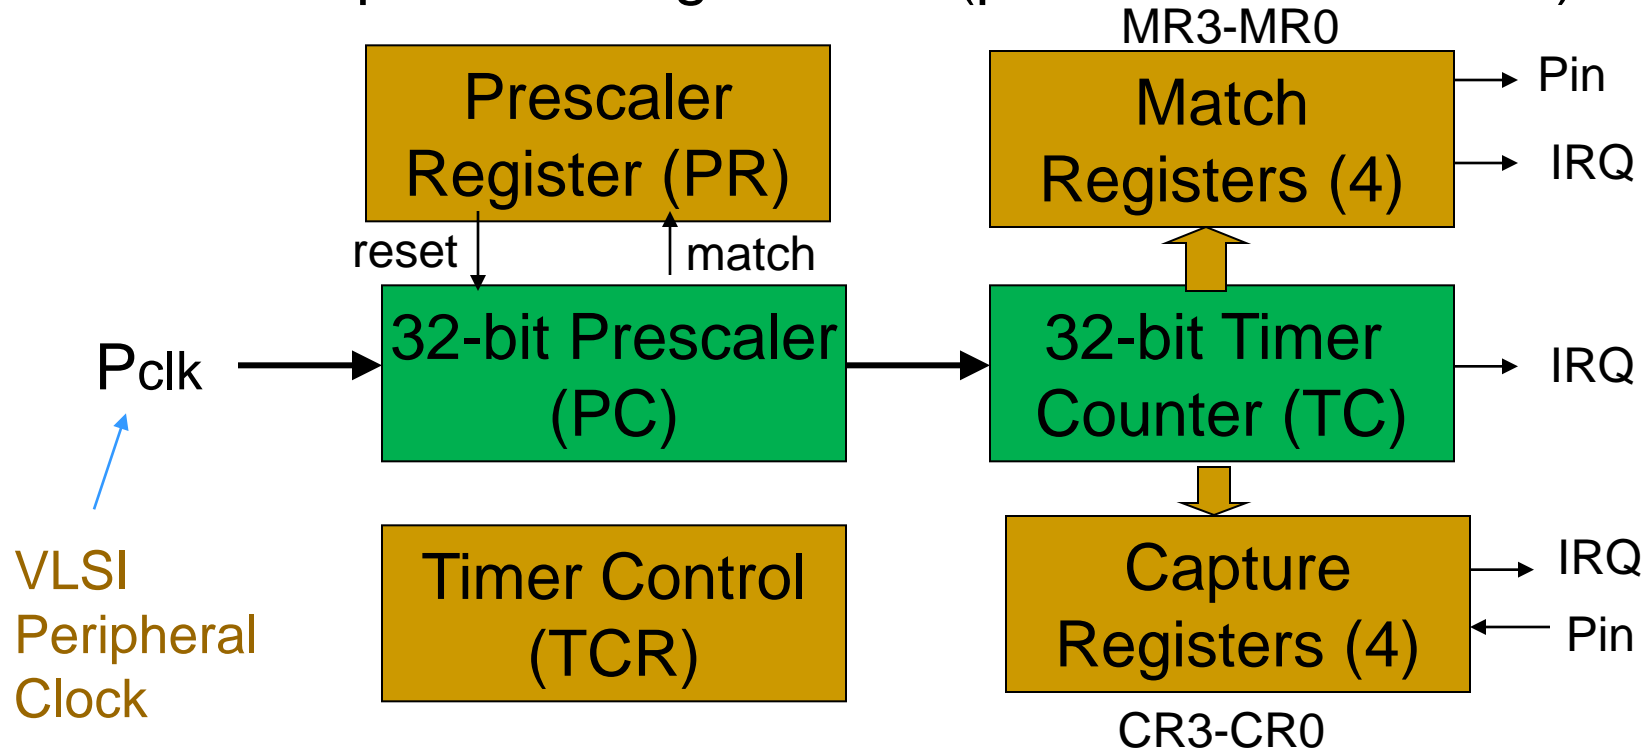 MR3-MR0
Prescaler
Register (PR)
Match
Registers (4)
Pin
IRQ
reset
match
Pclk
32-bit Prescaler
(PC)
32-bit Timer
Counter (TC)
IRQ
VLSI
Peripheral
Clock
Timer Control
(TCR)
Capture
Registers (4)
IRQ
Pin
CR3-CR0